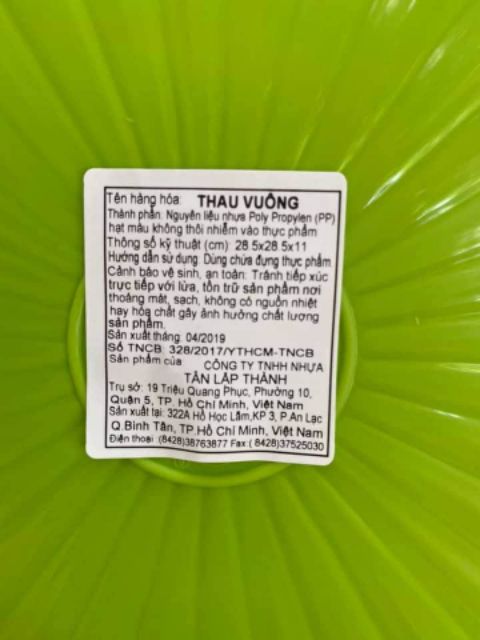 Tên hàng hóa: THAU VUÔNG
Thành phần: Nguyên liệu nhựa Poly Propylen (PP)
hạt màu không thôi nhiễm vào thực phẩm
Thông số kỹ thuật (cm): 28.5x28.5x11
Hướng dẫn sử dụng: Dùng chứa đựng thực phẩm.
Cảnh báo vệ sinh, an toàn: Tránh tiếp xúc
trực tiếp với lửa, tồn trữ sản phẩm nơi
thoáng mát, sạch, không có nguồn nhiệt
hay hóa chất gây ảnh hưởng chất lượng
sản phẩm.
Sản xuất tháng: 04/2019
Số TNCB: 328/2017/YTHCM-TNCB
Sản phẩm của CÔNG TY TNHH NHỰA
TÂN LẬP THÀNH
Trụ sở: 19 Triệu Quang Phục, Phường 10,
Quận 5, TP. Hồ Chí Minh, Việt Nam
Sản xuất tại: 322A Hồ Học Lãm,KP 3, P.An Lạc
Q.Bình Tân, TP.Hồ Chí Minh, Việt Nam
Điện thoại: (8428)38763877 Fax:(8428)37525030